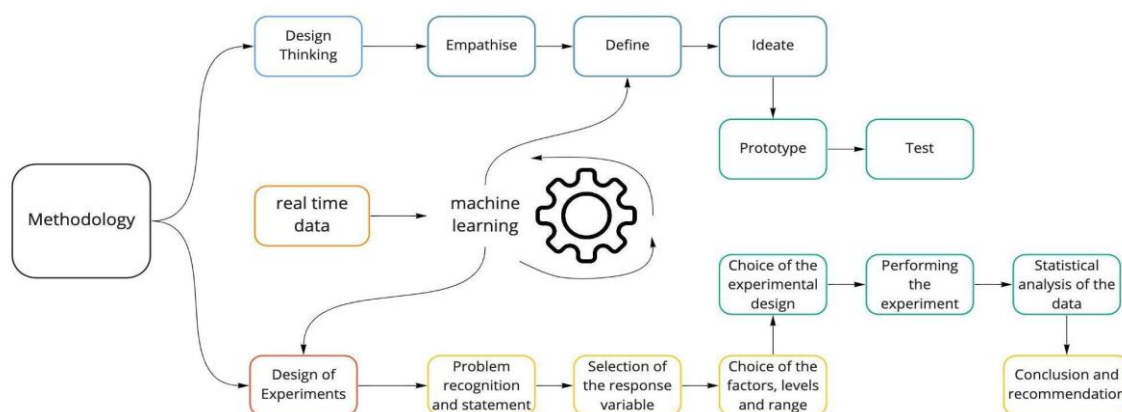 Methodology
Design
Thinking
Empathise
Define
Ideate
Prototype
Test
real time
data
machine
learning
Design of
Experiments
Problem
recognition
and statement
Selection of
the response
variable
Choice of the
factors, levels
and range
Choice of the
experimental
design
Performing
the
experiment
Statistical
analysis of the
data
Conclusion and
recommendation